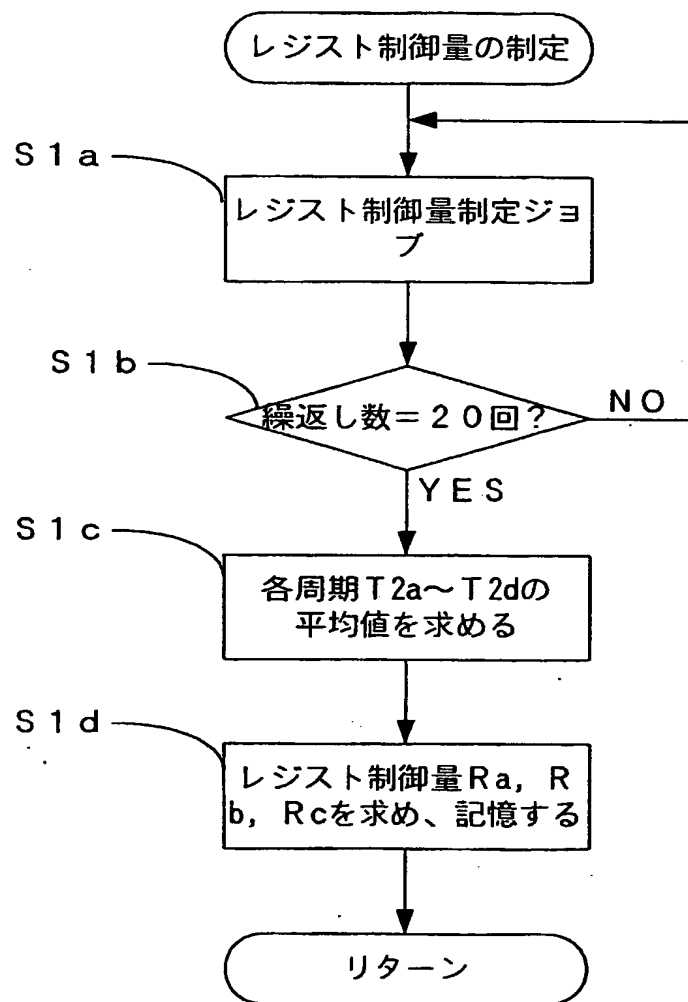 レジスト制御量の制定
S1a
レジスト制御量制定ジョ
ブ
S1b
繰返し数=20回?
NO
YES
S1c
各周期T2a～T2dの
平均値を求める
S1d
レジスト制御量Ra, R
b, Rcを求め、記憶する
リターン